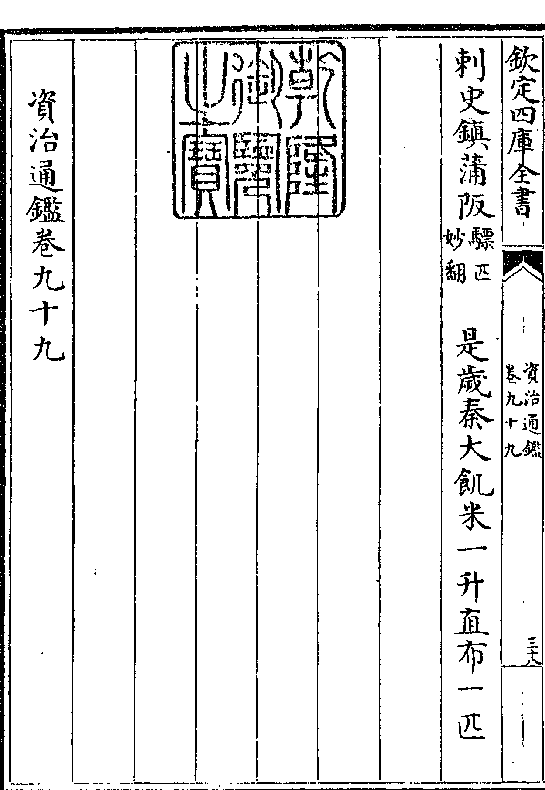 欽定四庫全書
資治通鑑
卷九十九
三十八
刺史鎮蒲阪驃匹妙翻 是歲秦大飢米一升直布一匹
乾隆御覽之寶
資治通鑑卷九十九